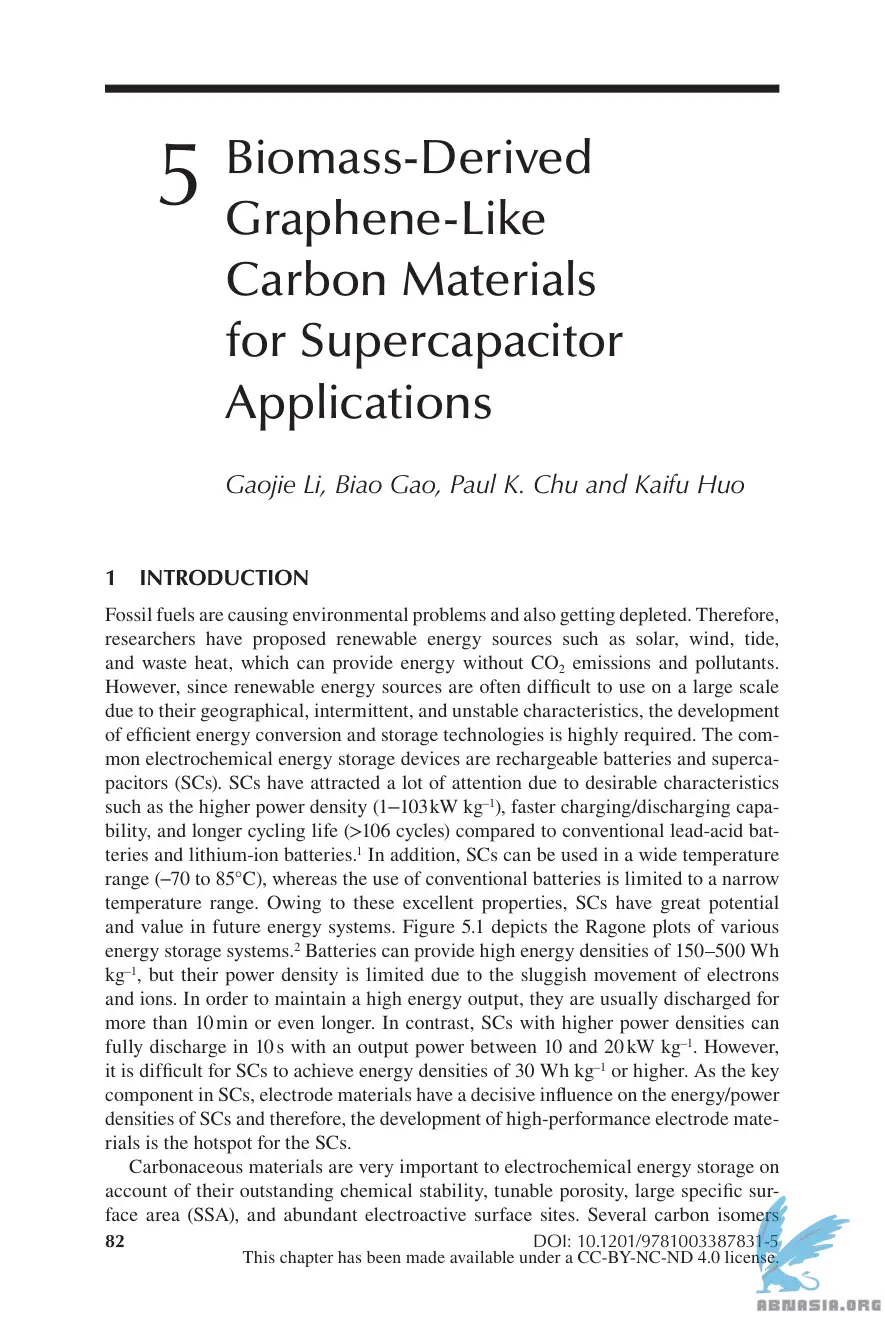 5 Biomass-Derived
Graphene-Like
Carbon Materials
for Supercapacitor
Applications
Gaojie Li, Biao Gao, Paul K. Chu and Kaifu Huo
1 INTRODUCTION
Fossil fuels are causing environmental problems and also getting depleted. Therefore,
researchers have proposed renewable energy sources such as solar, wind, tide,
and waste heat, which can provide energy without CO₂ emissions and pollutants.
However, since renewable energy sources are often difficult to use on a large scale
due to their geographical, intermittent, and unstable characteristics, the development
of efficient energy conversion and storage technologies is highly required. The com-
mon electrochemical energy storage devices are rechargeable batteries and superca-
pacitors (SCs). SCs have attracted a lot of attention due to desirable characteristics
such as the higher power density (1−103 kW kg⁻¹), faster charging/discharging capa-
bility, and longer cycling life (>106 cycles) compared to conventional lead-acid bat-
teries and lithium-ion batteries.¹ In addition, SCs can be used in a wide temperature
range (−70 to 85°C), whereas the use of conventional batteries is limited to a narrow
temperature range. Owing to these excellent properties, SCs have great potential
and value in future energy systems. Figure 5.1 depicts the Ragone plots of various
energy storage systems.² Batteries can provide high energy densities of 150–500 Wh
kg⁻¹, but their power density is limited due to the sluggish movement of electrons
and ions. In order to maintain a high energy output, they are usually discharged for
more than 10 min or even longer. In contrast, SCs with higher power densities can
fully discharge in 10 s with an output power between 10 and 20 kW kg⁻¹. However,
it is difficult for SCs to achieve energy densities of 30 Wh kg⁻¹ or higher. As the key
component in SCs, electrode materials have a decisive influence on the energy/power
densities of SCs and therefore, the development of high-performance electrode mate-
rials is the hotspot for the SCs.
Carbonaceous materials are very important to electrochemical energy storage on
account of their outstanding chemical stability, tunable porosity, large specific sur-
face area (SSA), and abundant electroactive surface sites. Several carbon isomers
82 DOI: 10.1201/9781003387831-5
This chapter has been made available under a CC-BY-NC-ND 4.0 license.
ABNASIA.ORG